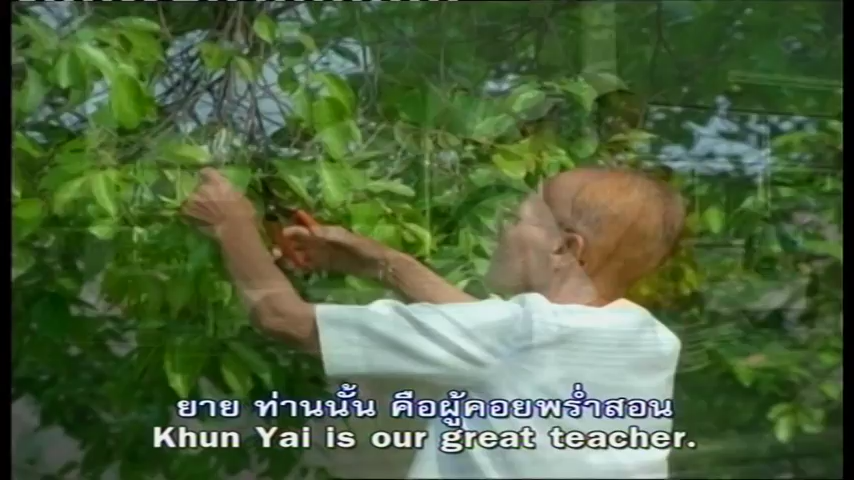 ยาย ท่านนั้น คือผู้คอยพร่ำสอน
Khun Yai is our great teacher.